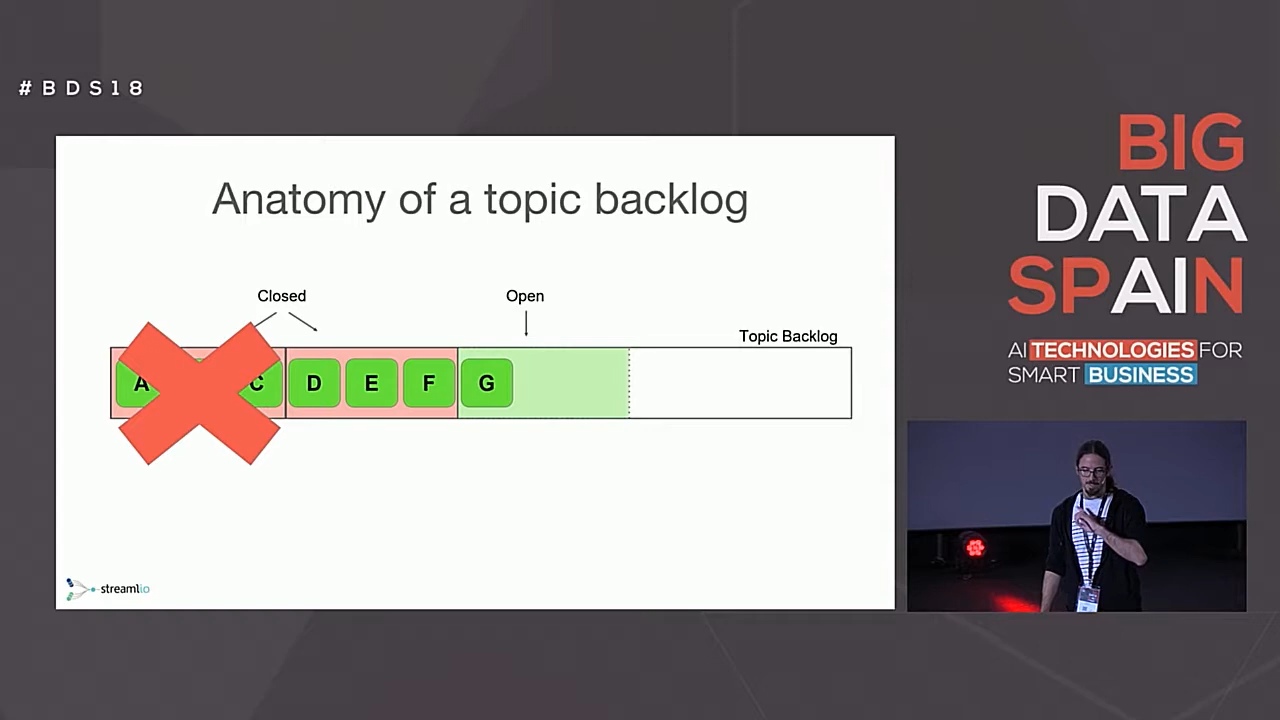 #BDS18
BIG
DATA
SPAIN
AI TECHNOLOGIES FOR
SMART BUSINESS
Anatomy of a topic backlog
Closed
Open
Topic Backlog
A
C
D
E
F
G
streamlio